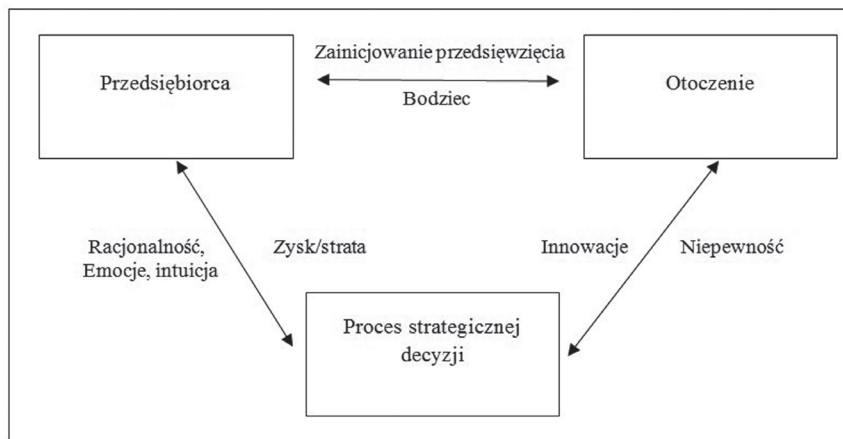 Przedsiębiorca
Zainicjowanie przedsięwzięcia
Bodziec
Otoczenie
Racjonalność,
Emocje, intuicja
Zysk/strata
Innowacje
Niepewność
Proces strategicznej
decyzji